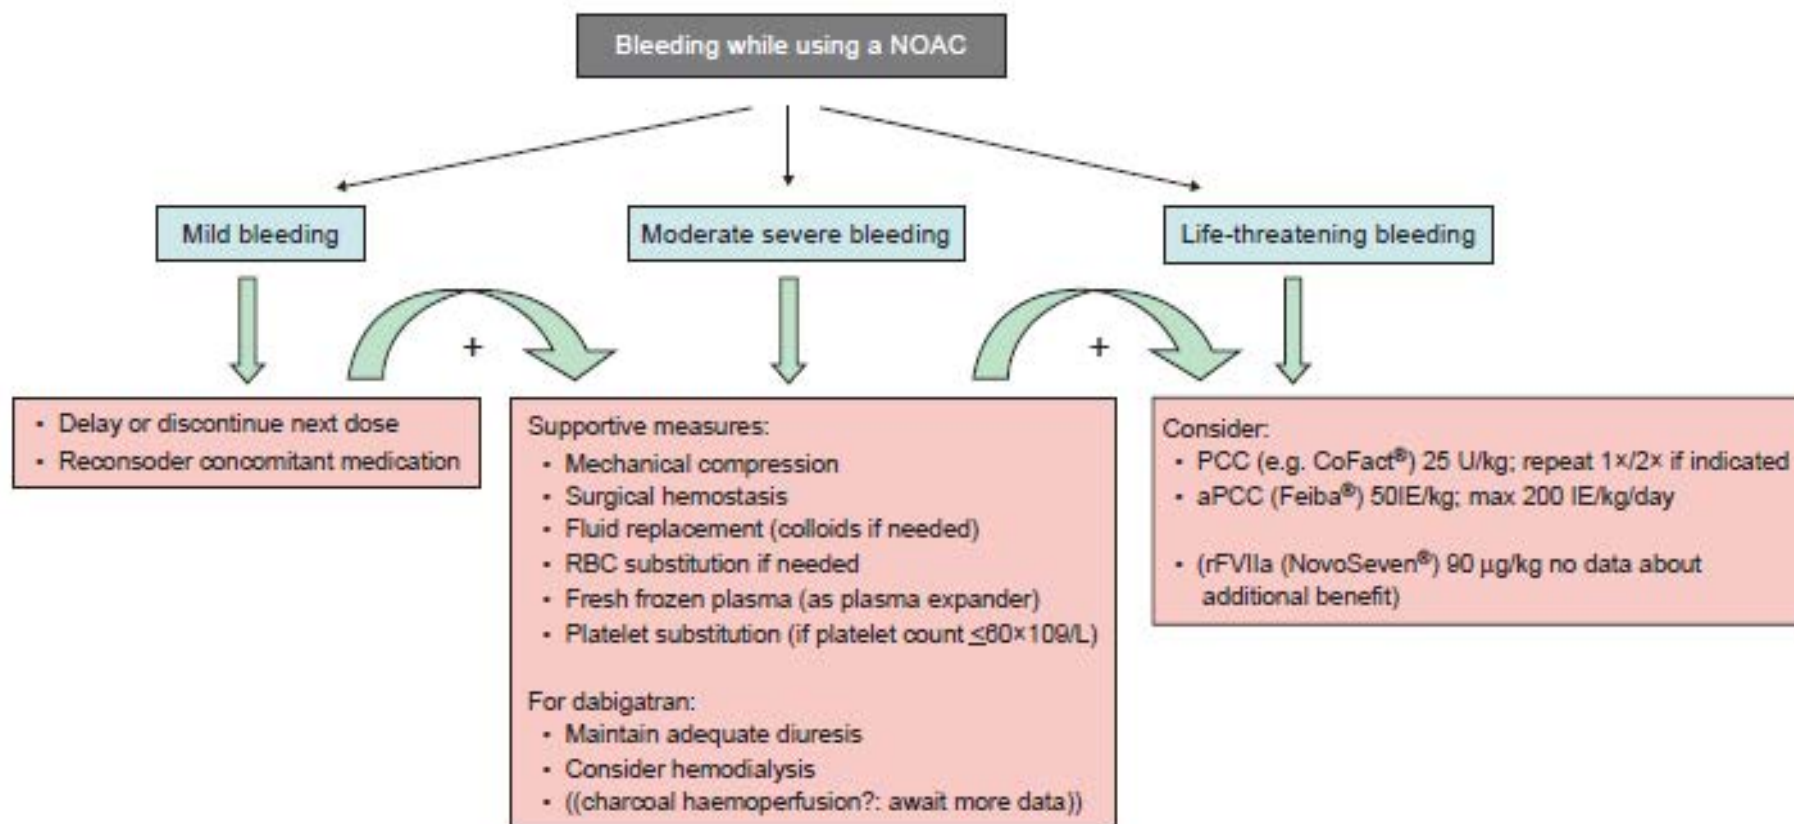 Bleeding while using a NOAC
Mild bleeding
Moderate severe bleeding
Life-threatening bleeding
+
+
• Delay or discontinue next dose
• Reconsoder concomitant medication
Supportive measures:
• Mechanical compression
• Surgical hemostasis
• Fluid replacement (colloids if needed)
• RBC substitution if needed
• Fresh frozen plasma (as plasma expander)
• Platelet substitution (if platelet count ≤60×109/L)
For dabigatran:
• Maintain adequate diuresis
• Consider hemodialysis
• ((charcoal haemoperfusion?: await more data))
Consider:
• PCC (e.g. CoFact®) 25 U/kg; repeat 1×/2× if indicated
• aPCC (Feiba®) 50IE/kg; max 200 IE/kg/day
• (rFVIIa (NovoSeven®) 90 µg/kg no data about
additional benefit)